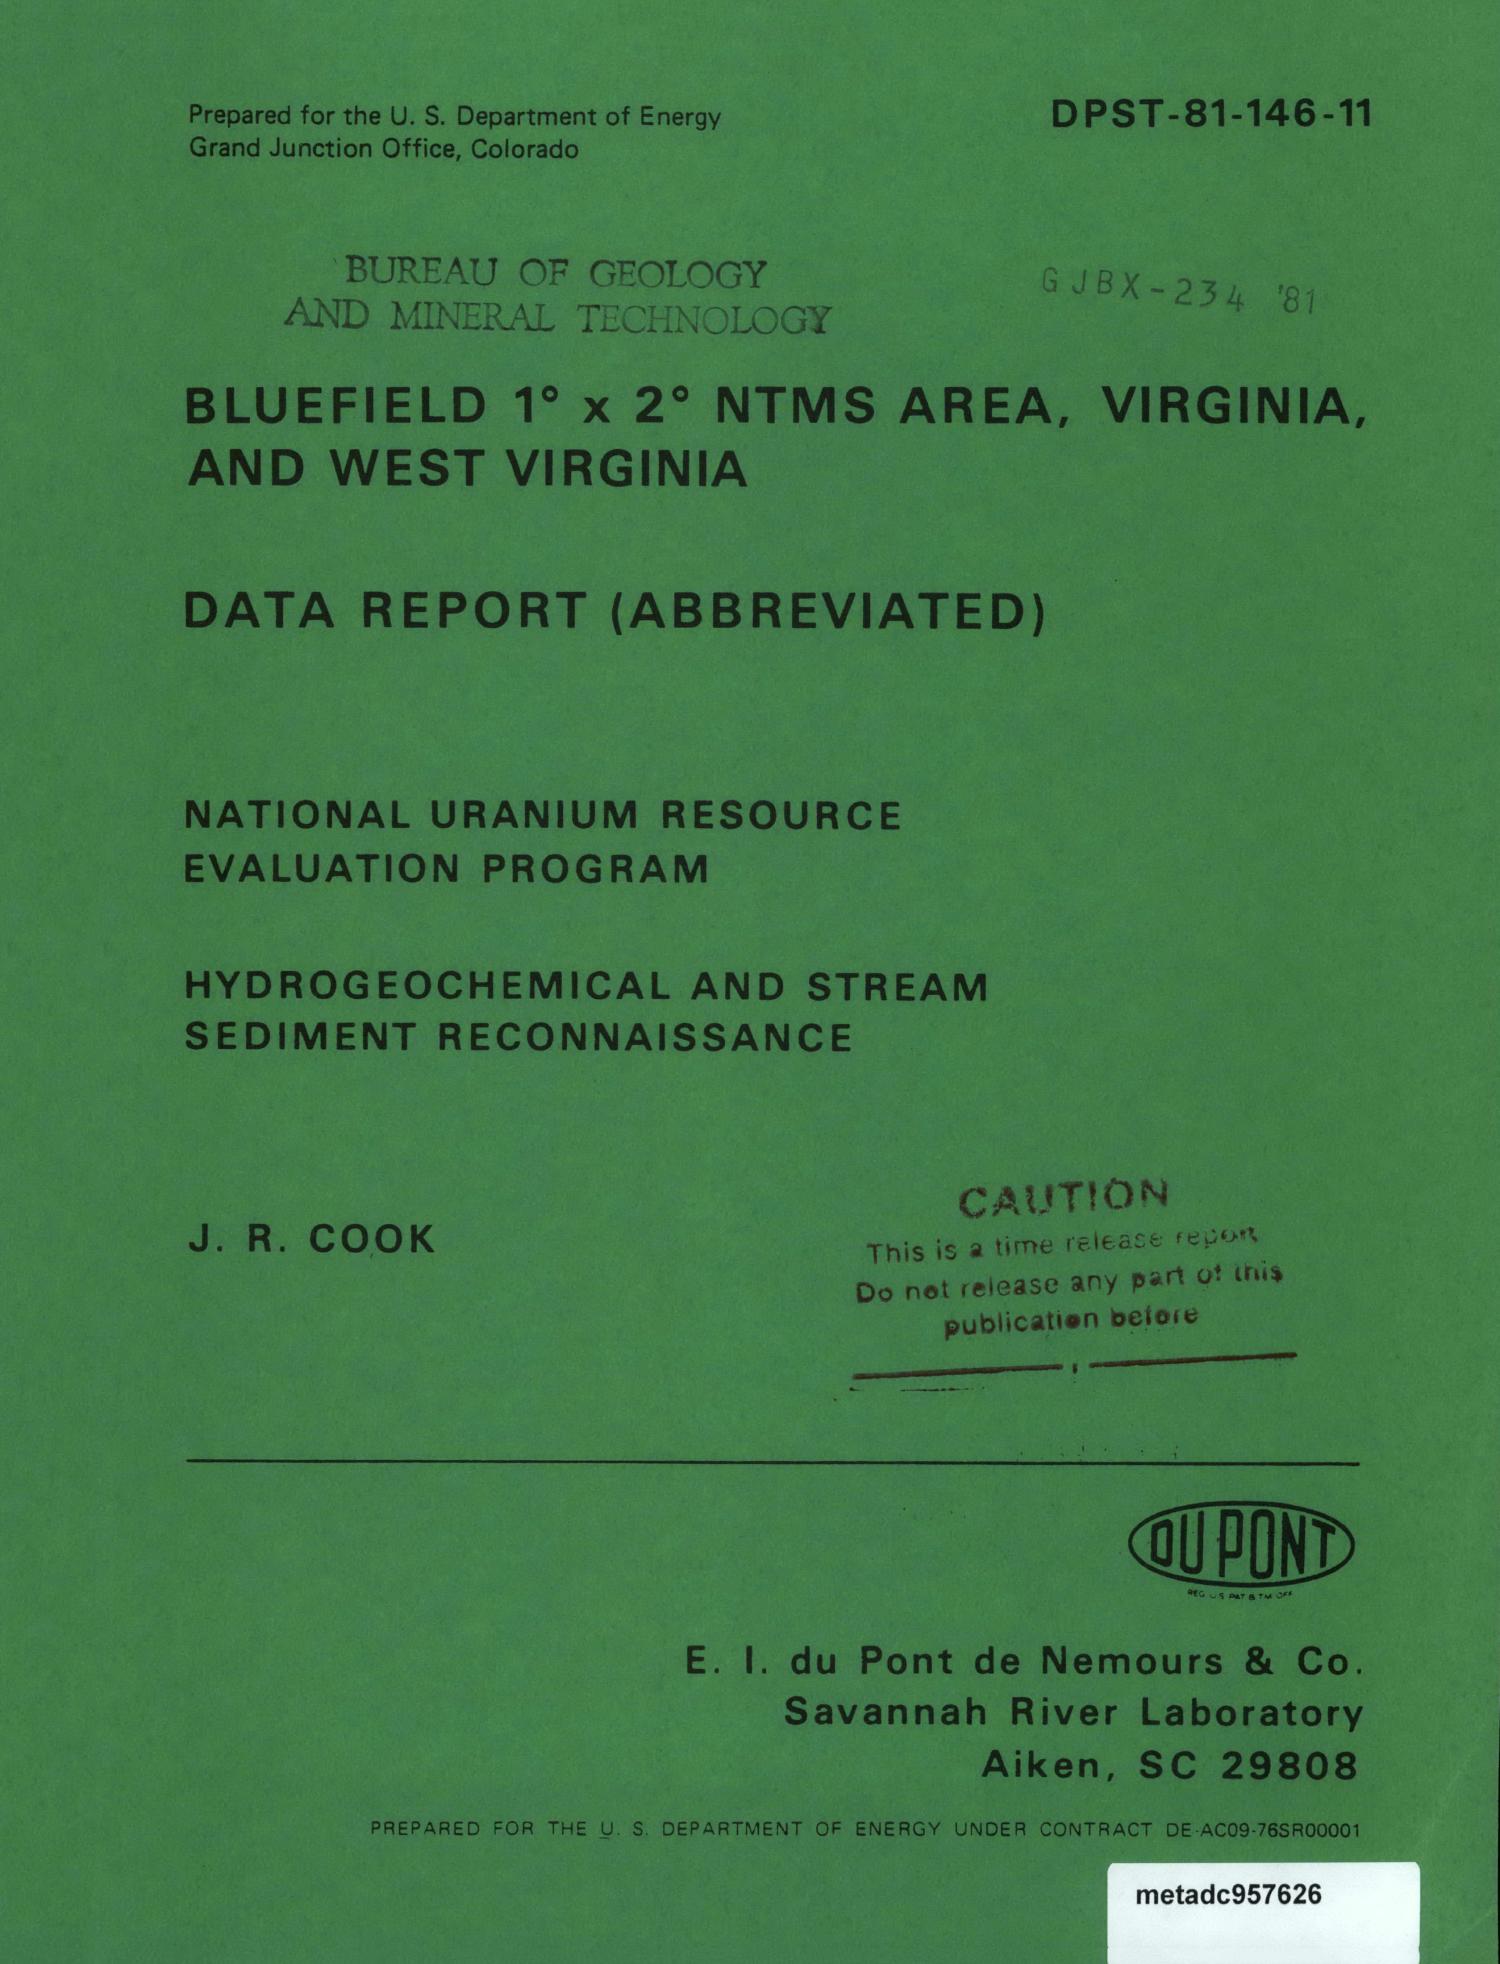 Prepared for the U. S. Department of Energy
Grand Junction Office, Colorado
DPST-81-146-11
BUREAU OF GEOLOGY
AND MINERAL TECHNOLOGY
GJBX-234 '81
BLUEFIELD 1° x 2° NTMS AREA, VIRGINIA,
AND WEST VIRGINIA
DATA REPORT (ABBREVIATED)
NATIONAL URANIUM RESOURCE
EVALUATION PROGRAM
HYDROGEOCHEMICAL AND STREAM
SEDIMENT RECONNAISSANCE
J. R. COOK
CAUTION
This is a time release report
Do not release any part of this
publication before
DU PONT
REG U S PAT & TM OFF
E. I. du Pont de Nemours & Co.
Savannah River Laboratory
Aiken, SC 29808
PREPARED FOR THE U. S. DEPARTMENT OF ENERGY UNDER CONTRACT DE-AC09-76SR00001
metadc957626